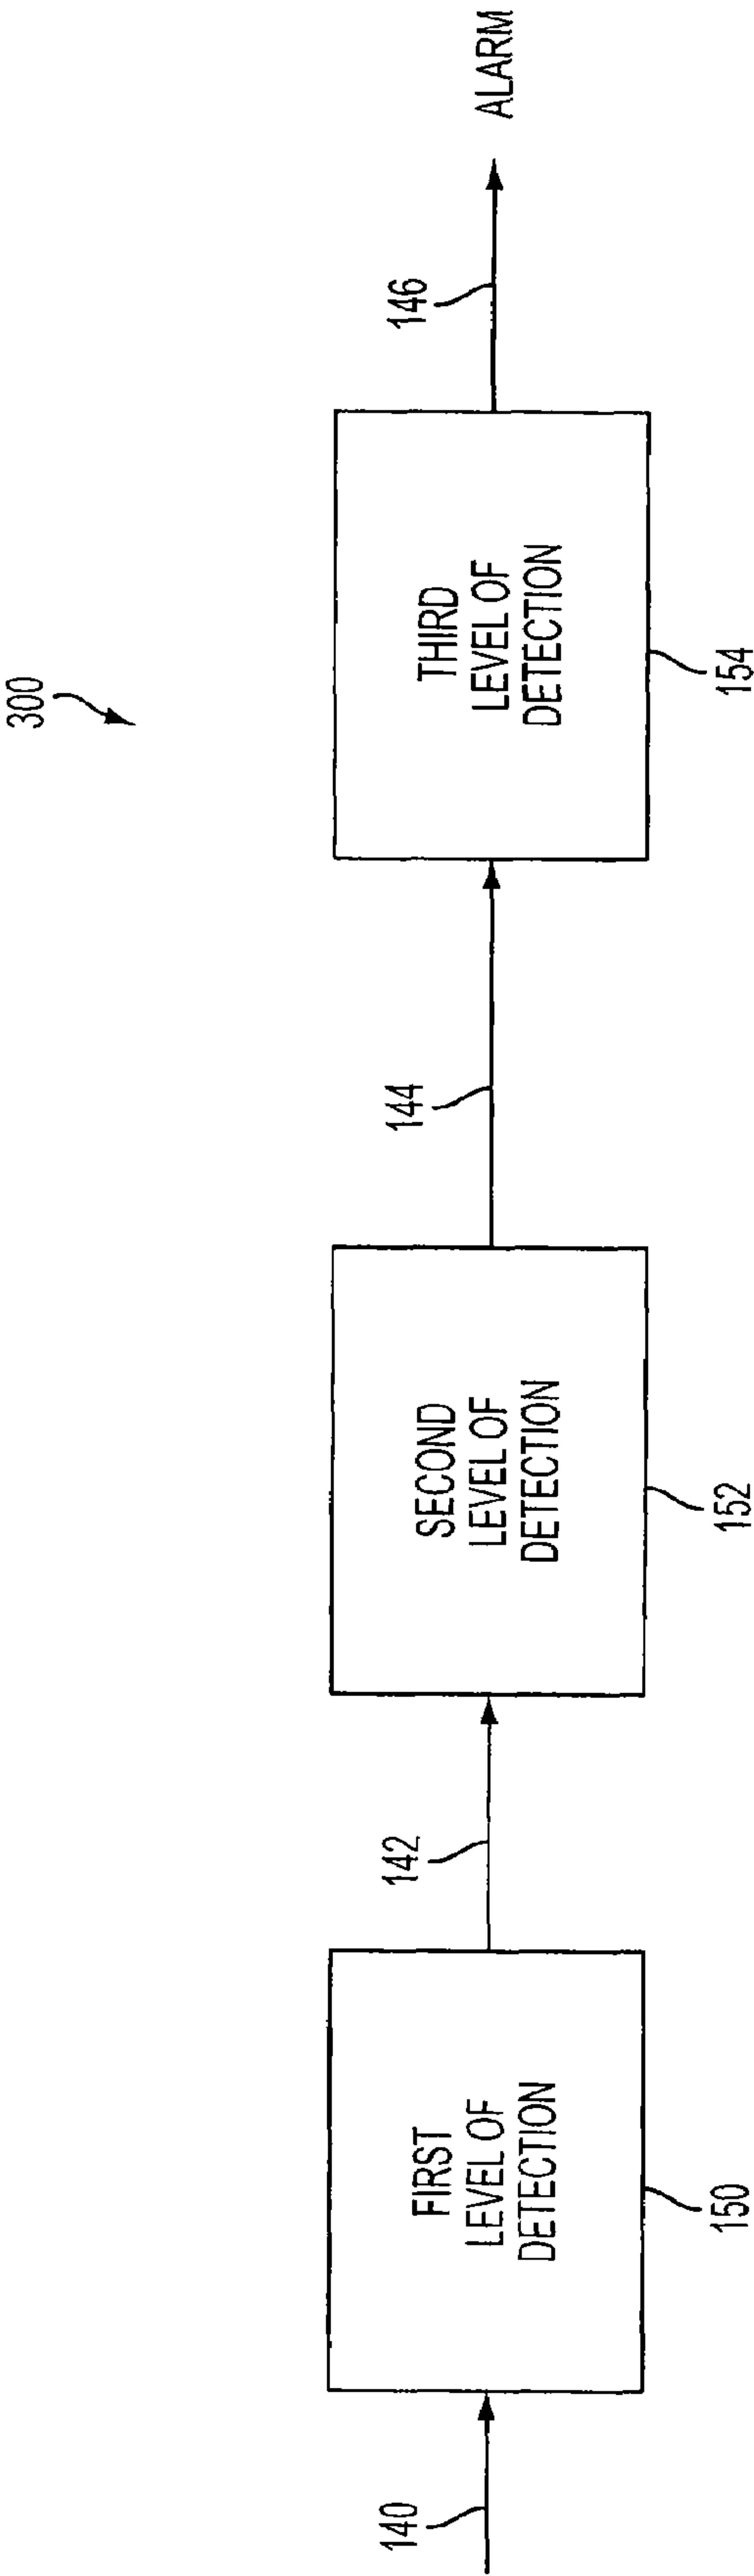 300
140
FIRST
LEVEL OF
DETECTION
150
142
SECOND
LEVEL OF
DETECTION
152
144
THIRD
LEVEL OF
DETECTION
154
146
ALARM